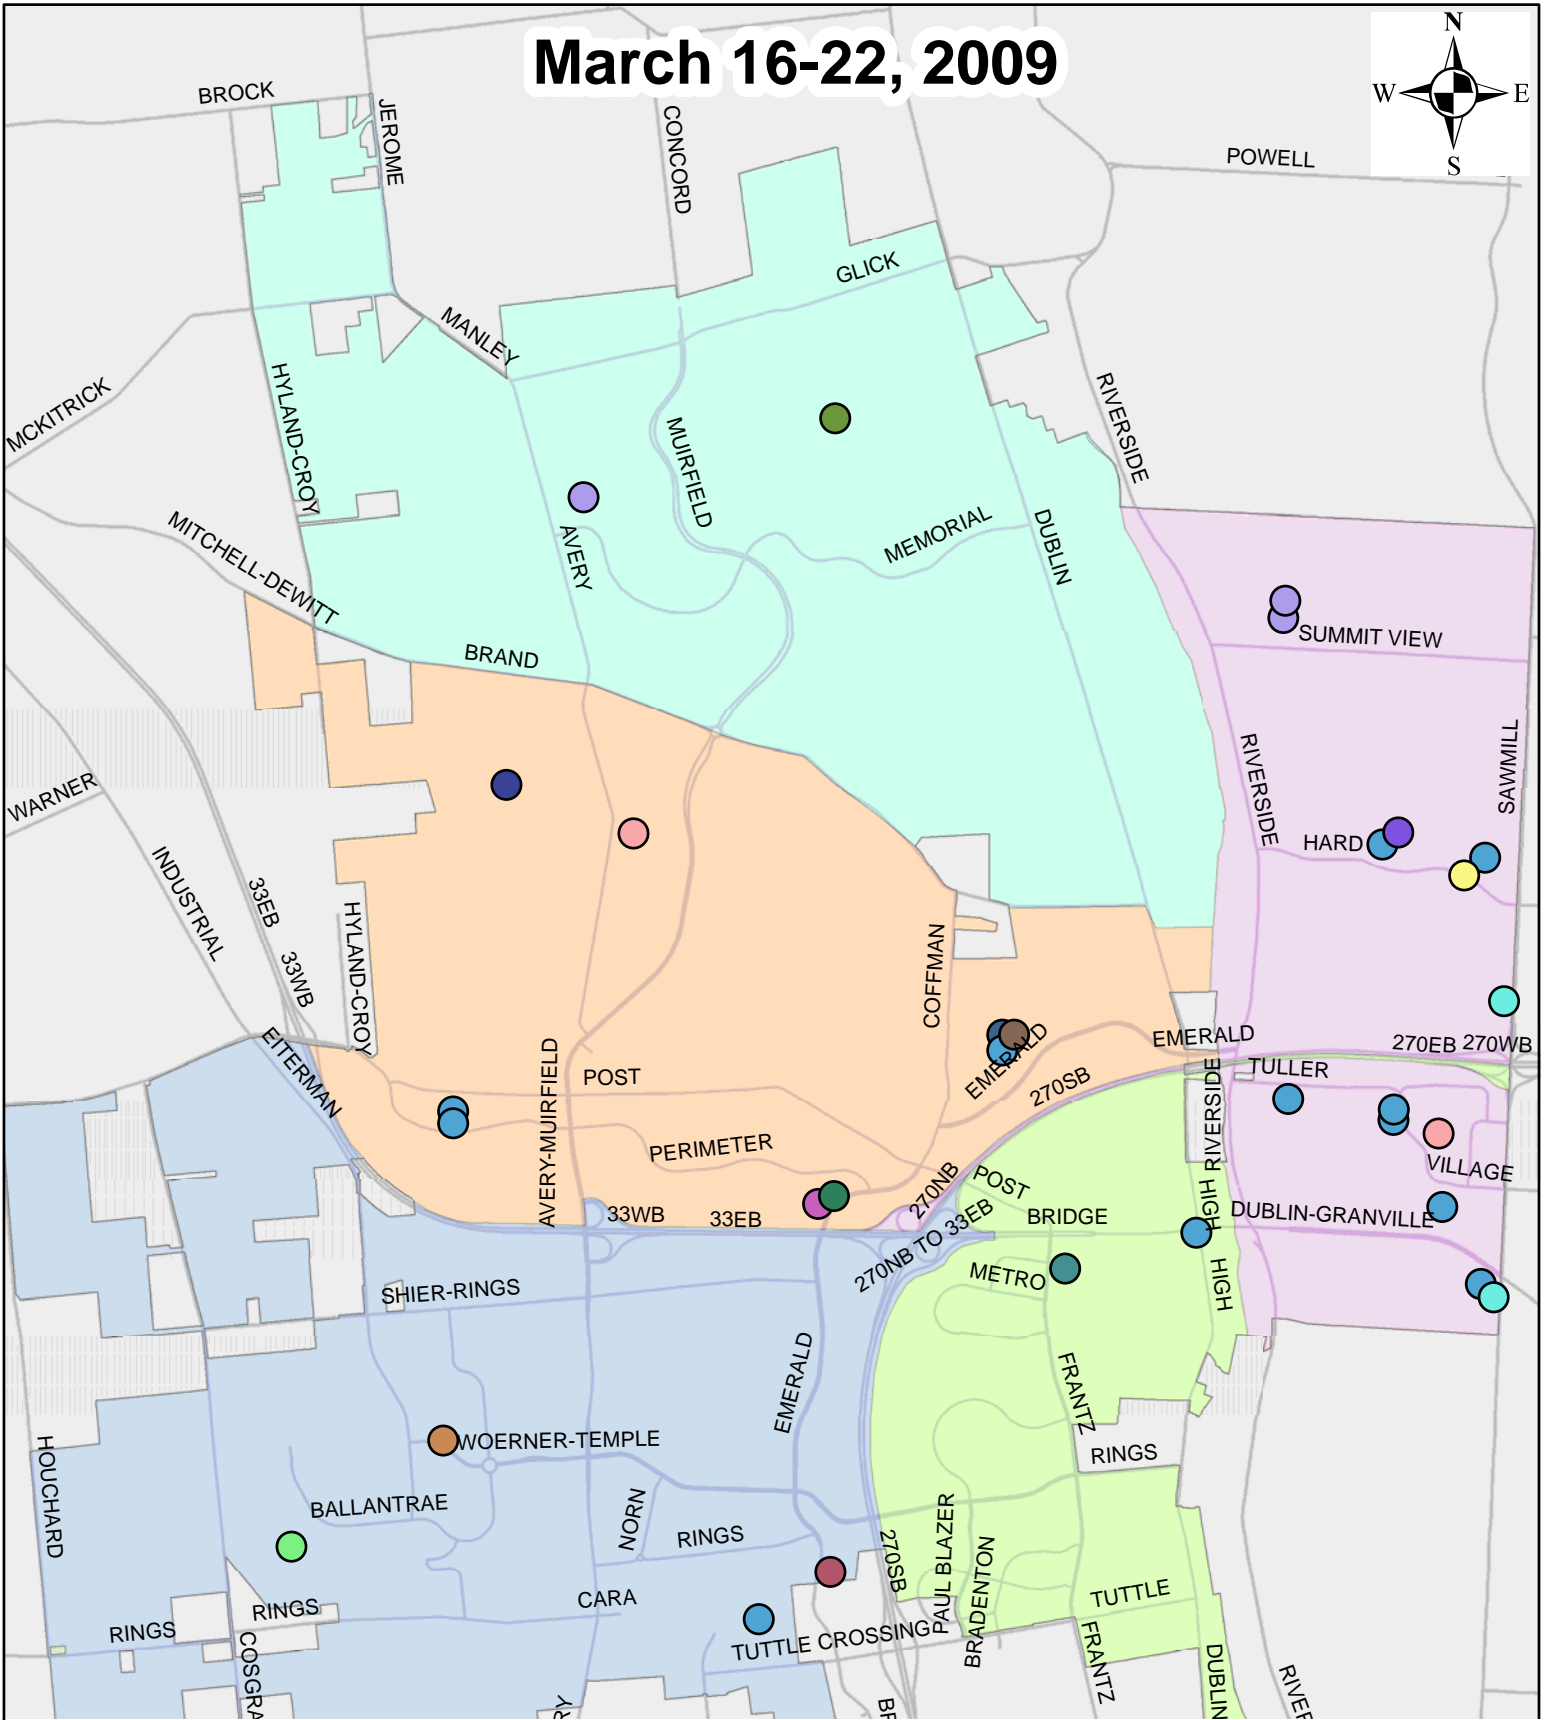 March 16-22, 2009
N
W
E
S
BROCK
JEROME
CONCORD
POWELL
GLICK
MANLEY
MCKITRICK
HYLAND-CROY
MUIRFIELD
RIVERSIDE
MITCHELL-DEWITT
AVERY
MEMORIAL
DUBLIN
SUMMIT VIEW
BRAND
RIVERSIDE
SAWMILL
WARNER
HARD
INDUSTRIAL
33EB
33WB
HYLAND-CROY
COFFMAN
EITERMAN
AVERY-MUIRFIELD
POST
EMERALD
EMERALD
270SB
270EB
270WB
TULLER
RIVERSIDE
PERIMETER
270NB
POST
VILLAGE
33WB
33EB
270NB TO 33EB
BRIDGE
HIGH
DUBLIN-GRANVILLE
METRO
HIGH
SHIER-RINGS
EMERALD
FRANTZ
HOUCHARD
WOERNER-TEMPLE
RINGS
BALLANTRAE
NORN
RINGS
270SB
PAUL BLAZER
BRADENTON
TUTTLE
CARA
RINGS
RINGS
COSGRA
TUTTLE CROSSING
FRANTZ
DUBLIN
RIVER
RY
BR